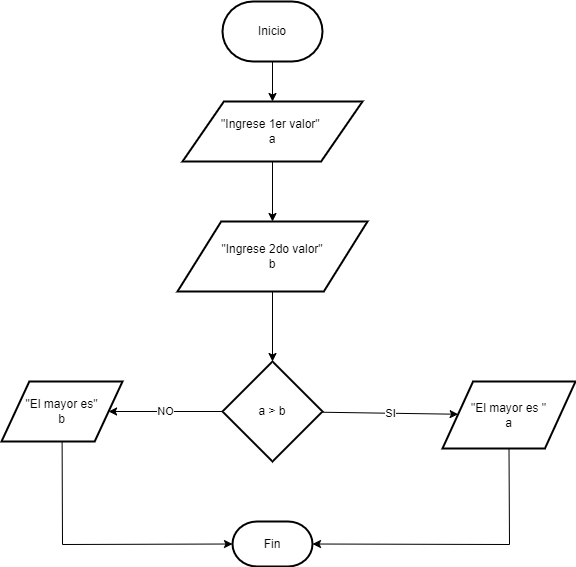 Inicio
"Ingrese 1er valor"
a
"Ingrese 2do valor"
b
a > b
NO
SI
"El mayor es"
b
"El mayor es "
a
Fin